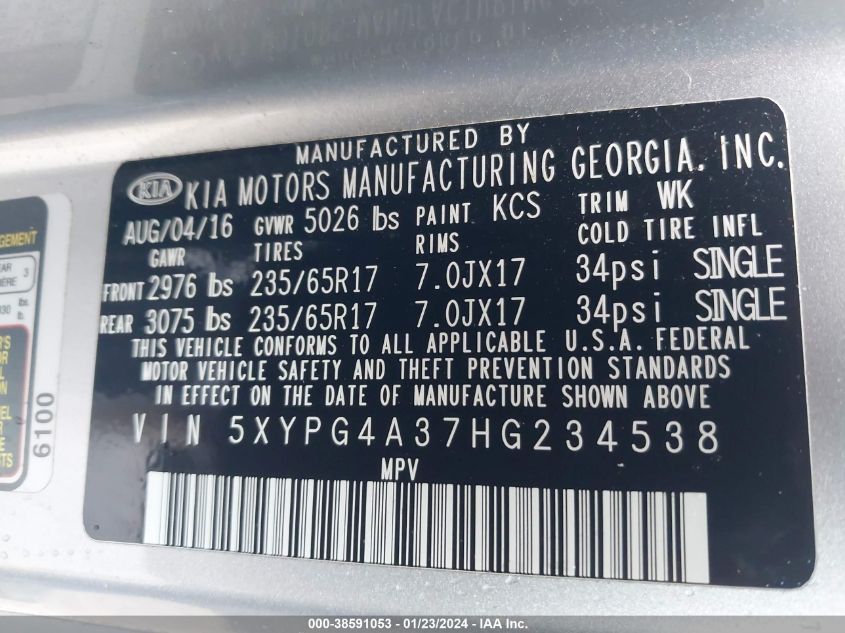 MANUFACTURED BY
KIA KIA MOTORS MANUFACTURING GEORGIA, INC.
AUG/04/16 GVWR 5026 lbs PAINT KCS TRIM WK
GAWR TIRES RIMS COLD TIRE INFL
FRONT 2976 lbs 235/65R17 7.0JX17 34psi SINGLE
REAR 3075 lbs 235/65R17 7.0JX17 34psi SINGLE
THIS VEHICLE CONFORMS TO ALL APPLICABLE U.S.A. FEDERAL
MOTOR VEHICLE SAFETY AND THEFT PREVENTION STANDARDS
IN EFFECT ON THE DATE OF MANUFACTURE SHOWN ABOVE
VIN 5XYPG4A37HG234538
MPV
3
lbs.
6100
000-38591053 - 01/23/2024 - IAA Inc.